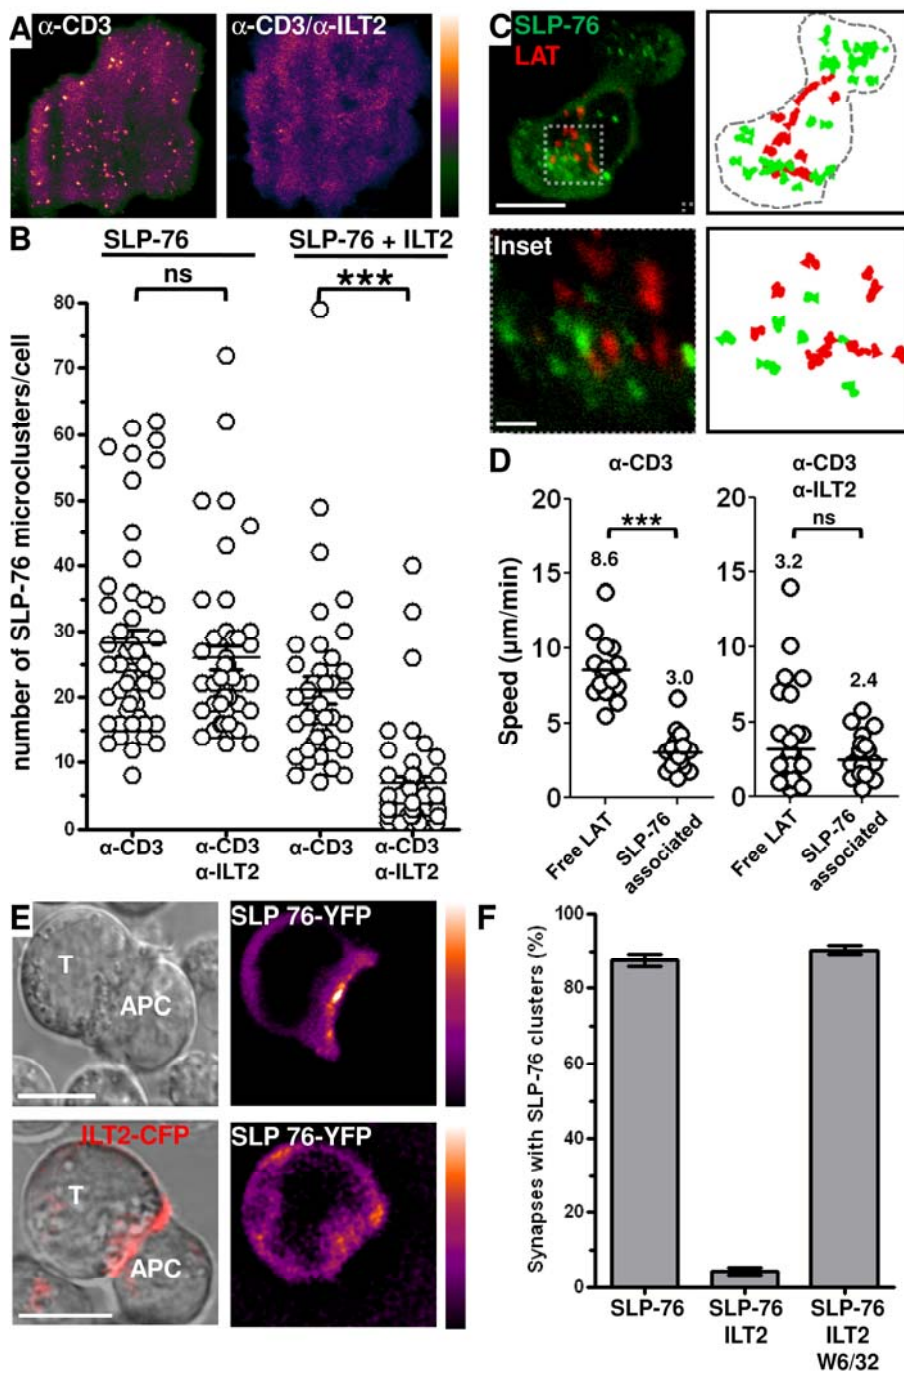 A
α-CD3
α-CD3/α-ILT2
B
SLP-76
SLP-76 + ILT2
ns
***
number of SLP-76 microclusters/cell
80
70
60
50
40
30
20
10
0
α-CD3
α-CD3
α-ILT2
α-CD3
α-CD3
α-ILT2
C
SLP-76
LAT
Inset
D
α-CD3
α-CD3
α-ILT2
Speed (μm/min)
20
15
10
5
0
***
8.6
3.0
Free LAT
SLP-76
associated
20
15
10
5
0
ns
3.2
2.4
Free LAT
SLP-76
associated
E
T
APC
SLP 76-YFP
ILT2-CFP
T
APC
SLP 76-YFP
F
Synapses with SLP-76 clusters (%)
100
80
60
40
20
0
SLP-76
SLP-76
ILT2
SLP-76
ILT2
W6/32